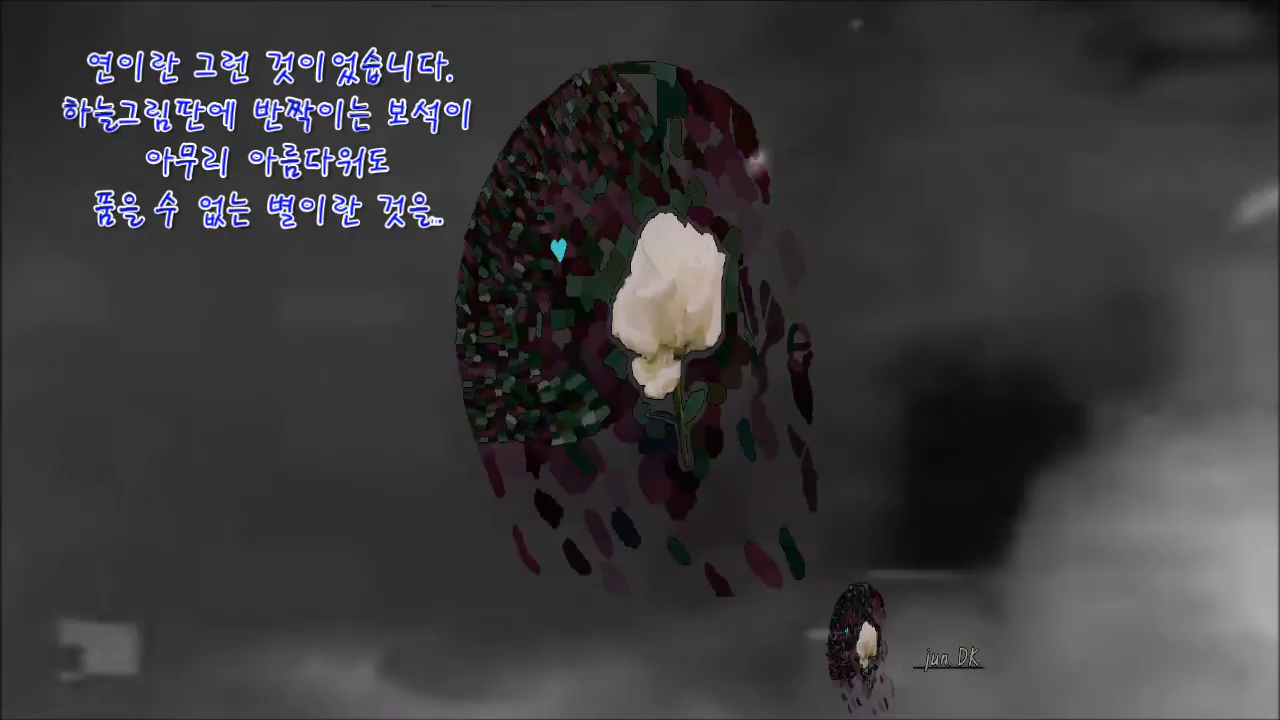 연이란 그런 것이었습니다.
하늘그림판에 반짝이는 보석이
아무리 아름다워도
품을 수 없는 별이란 것을...
jun. DK